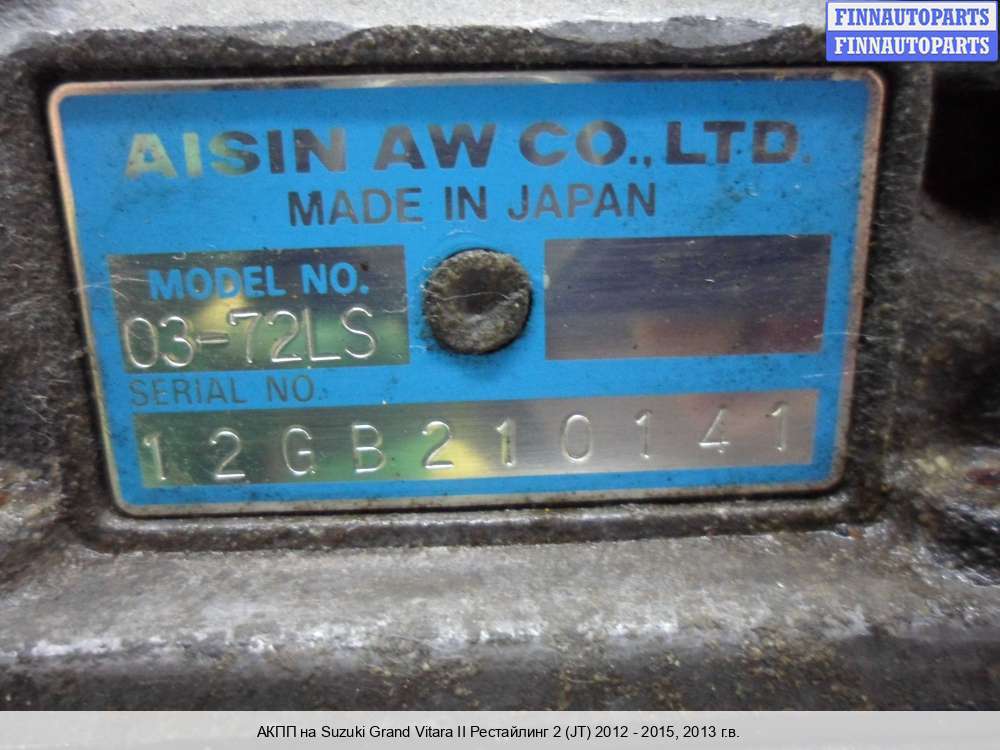 FINNAUTOPARTS
FINNAUTOPARTS
AISIN AW CO., LTD.
MADE IN JAPAN
MODEL NO.
03-72LS
SERIAL NO.
12GB210141
АКПП на Suzuki Grand Vitara II Рестайлинг 2 (JT) 2012 - 2015, 2013 г.в.